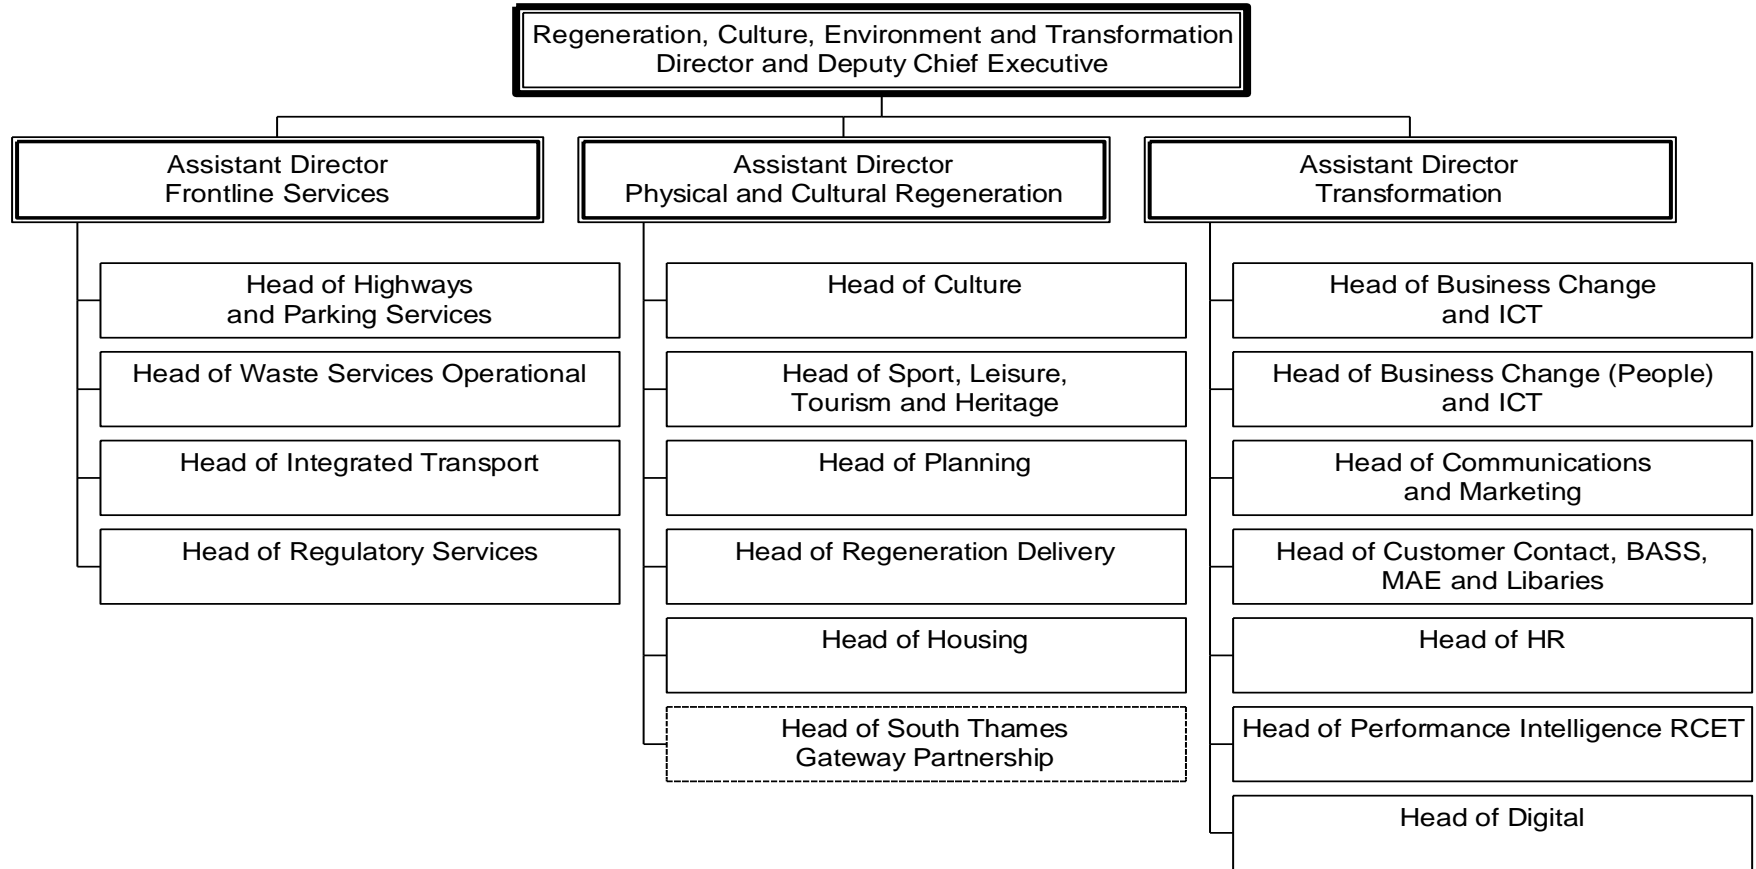 Regeneration, Culture, Environment and Transformation
Director and Deputy Chief Executive
Assistant Director
Frontline Services
Head of Highways
and Parking Services
Head of Waste Services Operational
Head of Integrated Transport
Head of Regulatory Services
Assistant Director
Physical and Cultural Regeneration
Head of Culture
Head of Sport, Leisure,
Tourism and Heritage
Head of Planning
Head of Regeneration Delivery
Head of Housing
Head of South Thames
Gateway Partnership
Assistant Director
Transformation
Head of Business Change
and ICT
Head of Business Change (People)
and ICT
Head of Communications
and Marketing
Head of Customer Contact, BASS,
MAE and Libaries
Head of HR
Head of Performance Intelligence RCET
Head of Digital